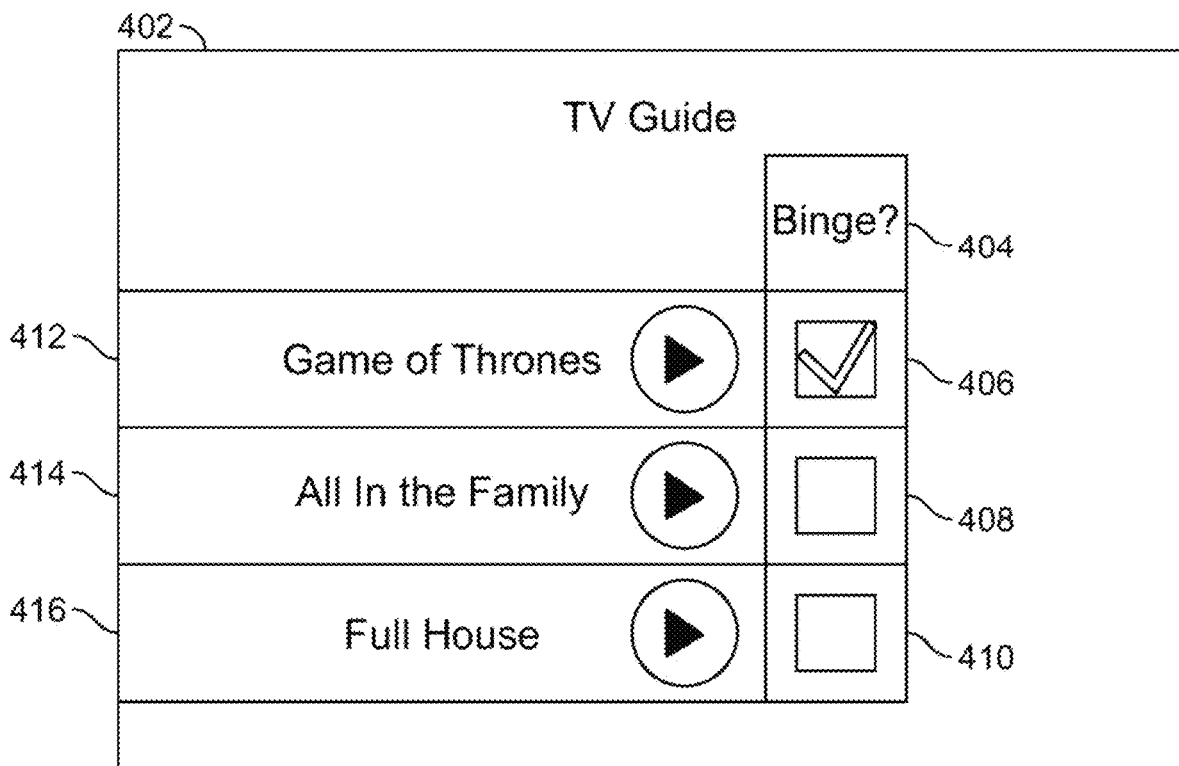 402
TV Guide
Binge?
404
412
Game of Thrones
406
414
All In the Family
408
416
Full House
410